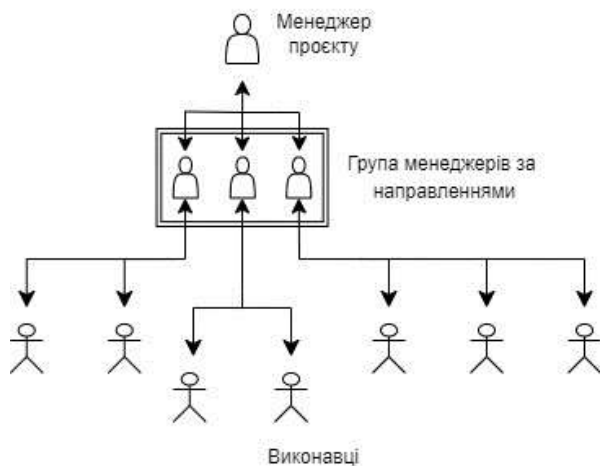 Менеджер
проєкту
Група менеджерів за
направленнями
Виконавці